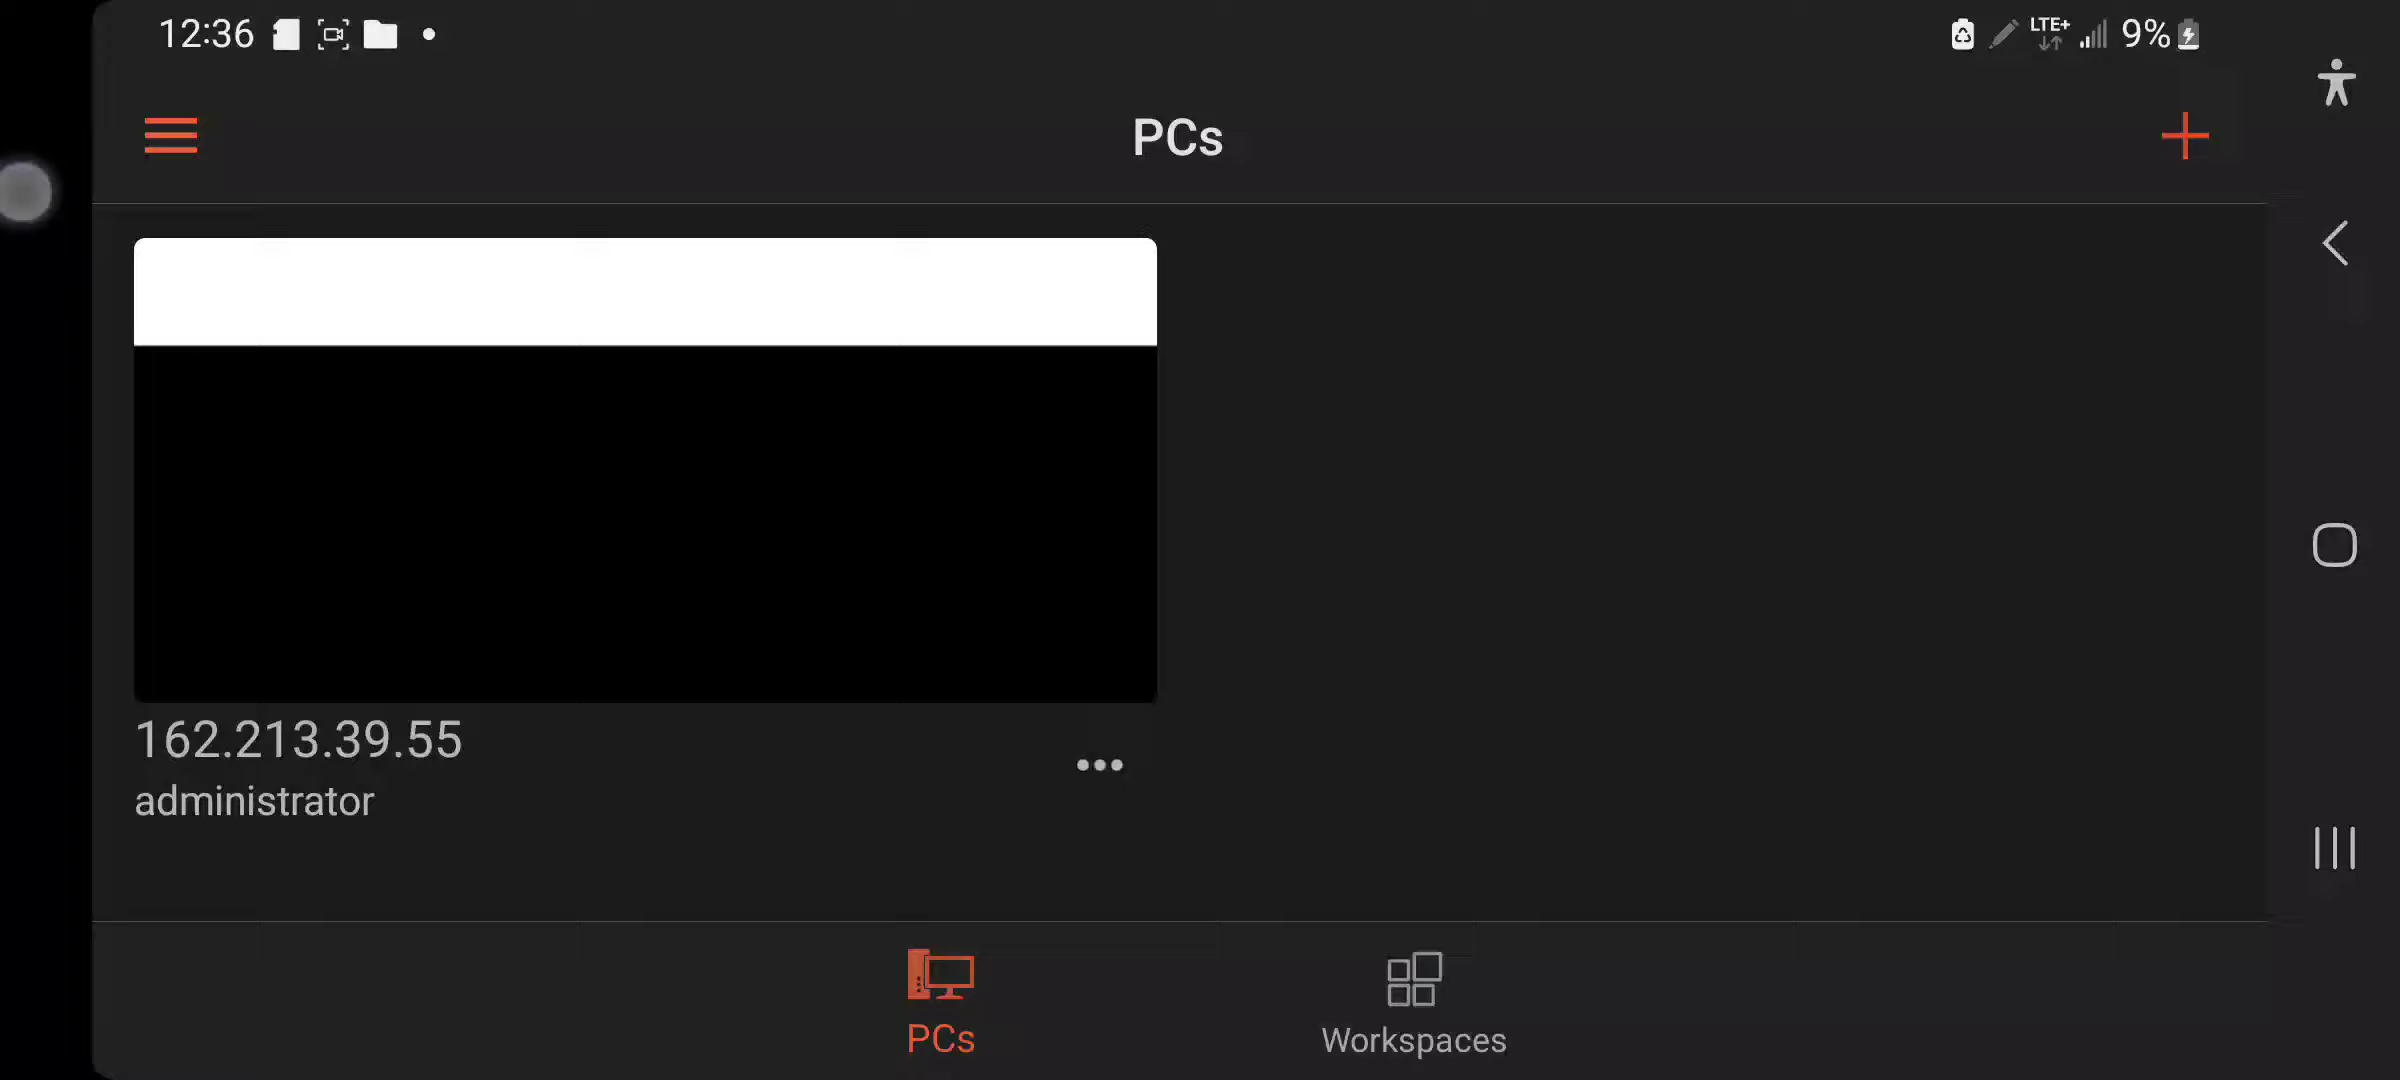 12:36
LTE+
9%
PCs
162.213.39.55
administrator
PCs
Workspaces